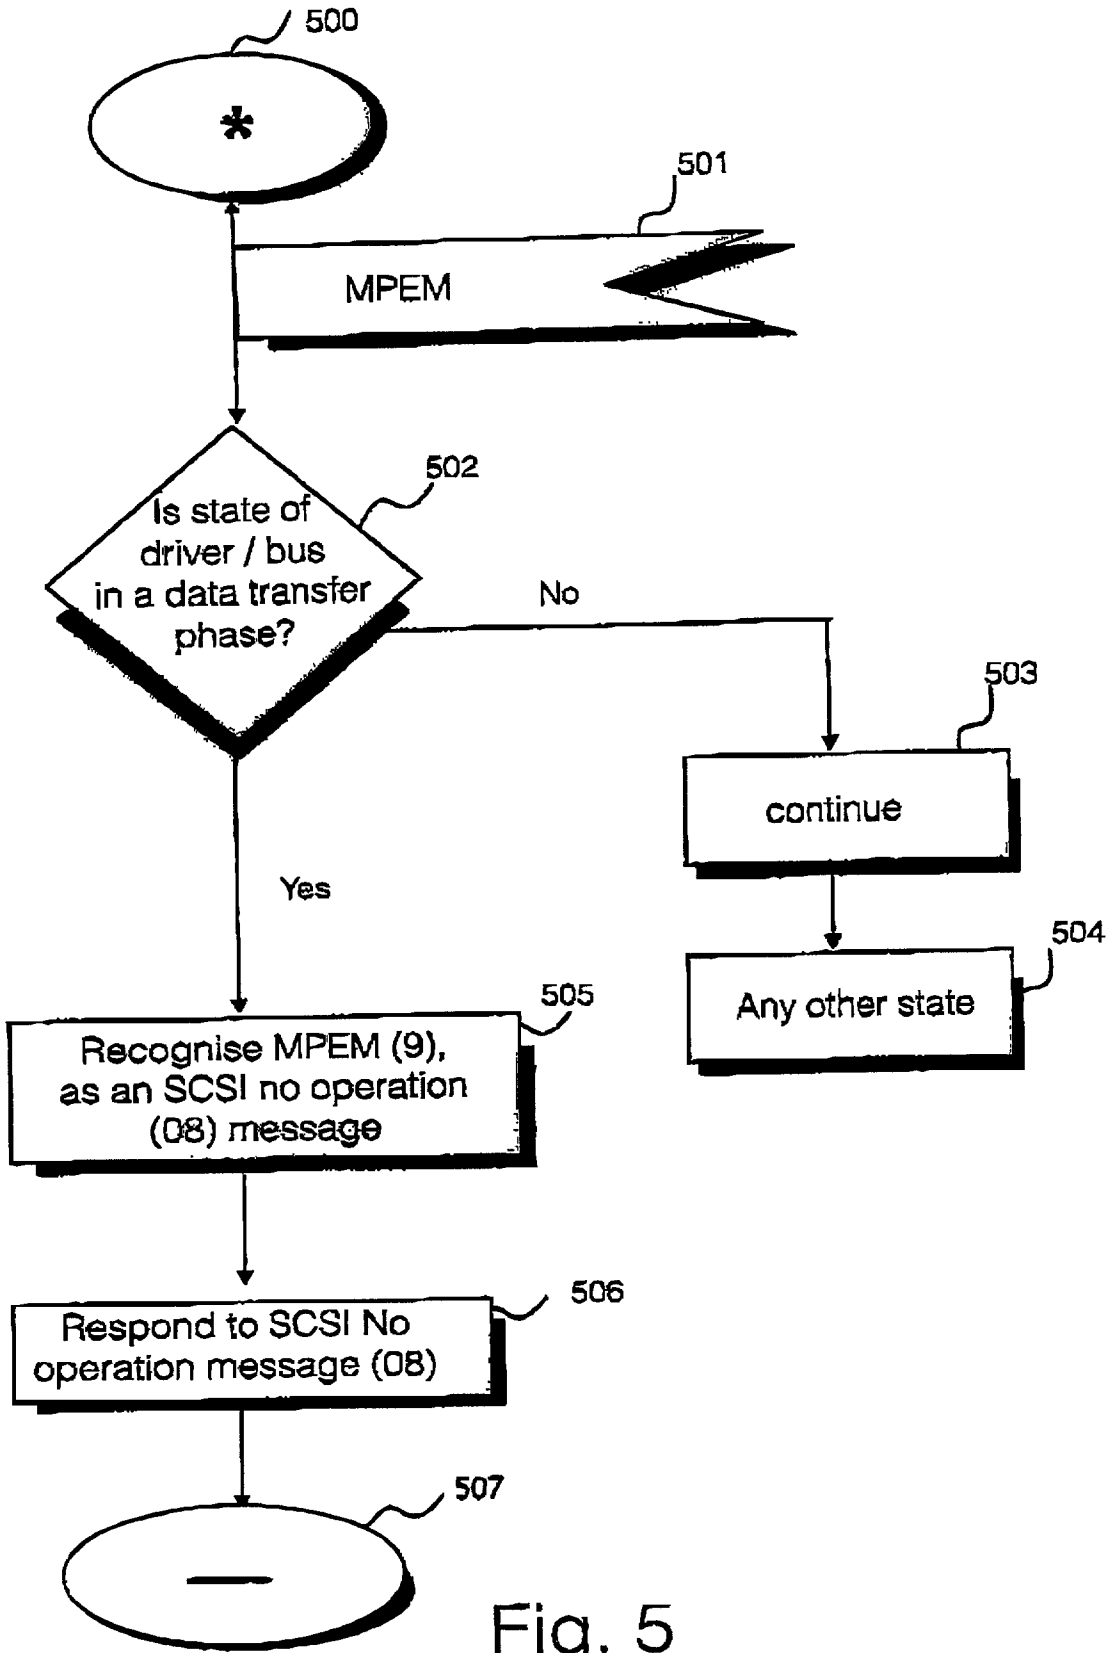 500
*
501
MPEM
502
Is state of
driver / bus
in a data transfer
phase?
No
503
continue
Yes
504
Any other state
505
Recognise MPEM (9),
as an SCSI no operation
(08) message
506
Respond to SCSI No
operation message (08)
507
—
Fig. 5